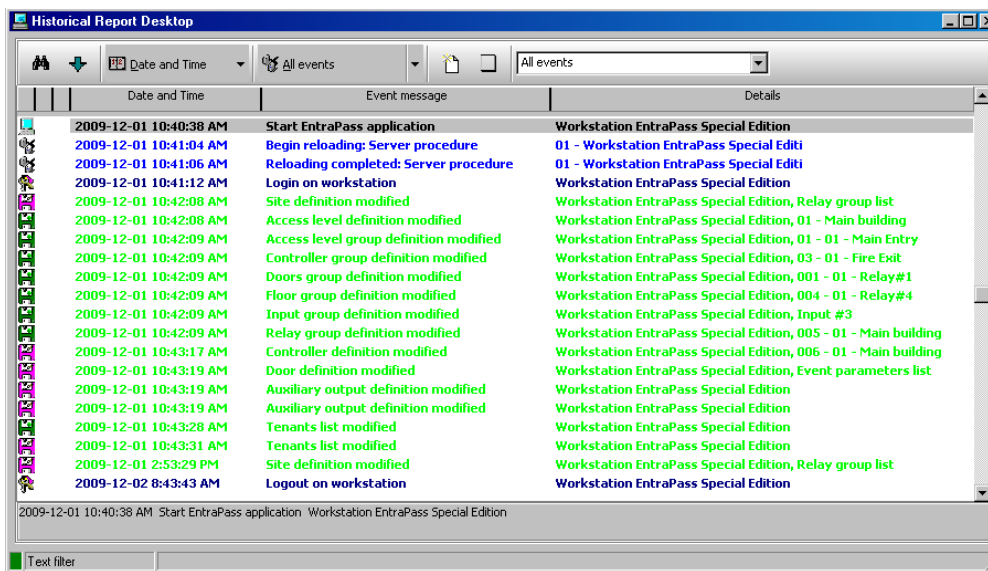 Historical Report Desktop
Date and Time All events All events
Date and Time Event message Details
2009-12-01 10:40:38 AM Start EntraPass application Workstation EntraPass Special Edition
2009-12-01 10:41:04 AM Begin reloading: Server procedure 01 - Workstation EntraPass Special Editi
2009-12-01 10:41:06 AM Reloading completed: Server procedure 01 - Workstation EntraPass Special Editi
2009-12-01 10:41:12 AM Login on workstation Workstation EntraPass Special Edition
2009-12-01 10:42:08 AM Site definition modified Workstation EntraPass Special Edition, Relay group list
2009-12-01 10:42:08 AM Access level definition modified Workstation EntraPass Special Edition, 01 - Main building
2009-12-01 10:42:09 AM Access level group definition modified Workstation EntraPass Special Edition, 01 - 01 - Main Entry
2009-12-01 10:42:09 AM Controller group definition modified Workstation EntraPass Special Edition, 03 - 01 - Fire Exit
2009-12-01 10:42:09 AM Doors group definition modified Workstation EntraPass Special Edition, 001 - 01 - Relay#1
2009-12-01 10:42:09 AM Floor group definition modified Workstation EntraPass Special Edition, 004 - 01 - Relay#4
2009-12-01 10:42:09 AM Input group definition modified Workstation EntraPass Special Edition, Input #3
2009-12-01 10:42:09 AM Relay group definition modified Workstation EntraPass Special Edition, 005 - 01 - Main building
2009-12-01 10:43:17 AM Controller definition modified Workstation EntraPass Special Edition, 006 - 01 - Main building
2009-12-01 10:43:19 AM Door definition modified Workstation EntraPass Special Edition, Event parameters list
2009-12-01 10:43:19 AM Auxiliary output definition modified Workstation EntraPass Special Edition
2009-12-01 10:43:19 AM Auxiliary output definition modified Workstation EntraPass Special Edition
2009-12-01 10:43:28 AM Tenants list modified Workstation EntraPass Special Edition
2009-12-01 10:43:31 AM Tenants list modified Workstation EntraPass Special Edition
2009-12-01 2:53:29 PM Site definition modified Workstation EntraPass Special Edition, Relay group list
2009-12-02 8:43:43 AM Logout on workstation Workstation EntraPass Special Edition
2009-12-01 10:40:38 AM Start EntraPass application Workstation EntraPass Special Edition
Text filter